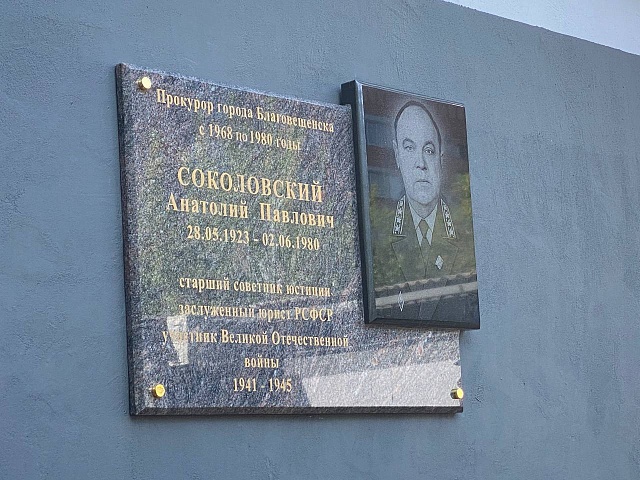 Прокурор города Благовещенска
с 1968 по 1980 годы
СОКОЛОВСКИЙ
Анатолий Павлович
28.05.1923 - 02.06.1980
старший советник юстиции
заслуженный юрист РСФСР
участник Великой Отечественной
войны
1941 - 1945